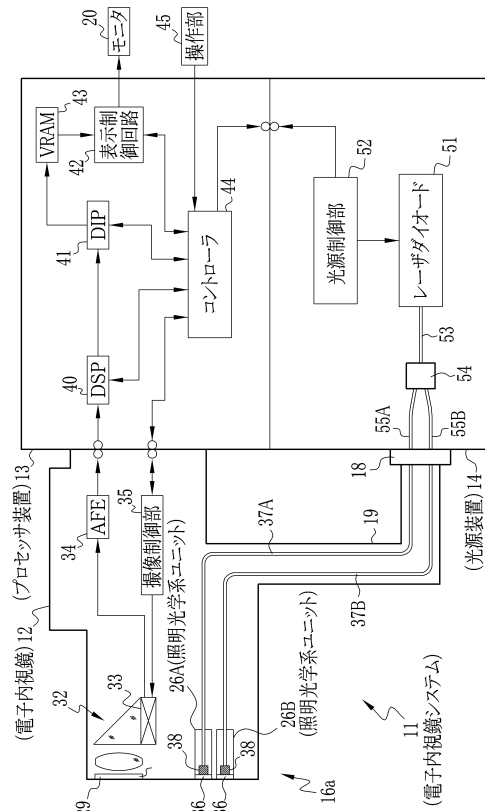 (電子内視鏡システム)
11
16a
(電子内視鏡) 12
32
33
34
AFE
35
撮像制御部
26A(照明光学系ユニット)
26B
(照明光学系ユニット)
38
38
36
36
37A
37B
19
18
(プロセッサ装置) 13
(光源装置) 14
40
DSP
41
DIP
43
VRAM
42
表示制
御回路
20
モニタ
45
操作部
44
コントローラ
52
光源制御部
51
レーザダイオード
53
54
55A
55B